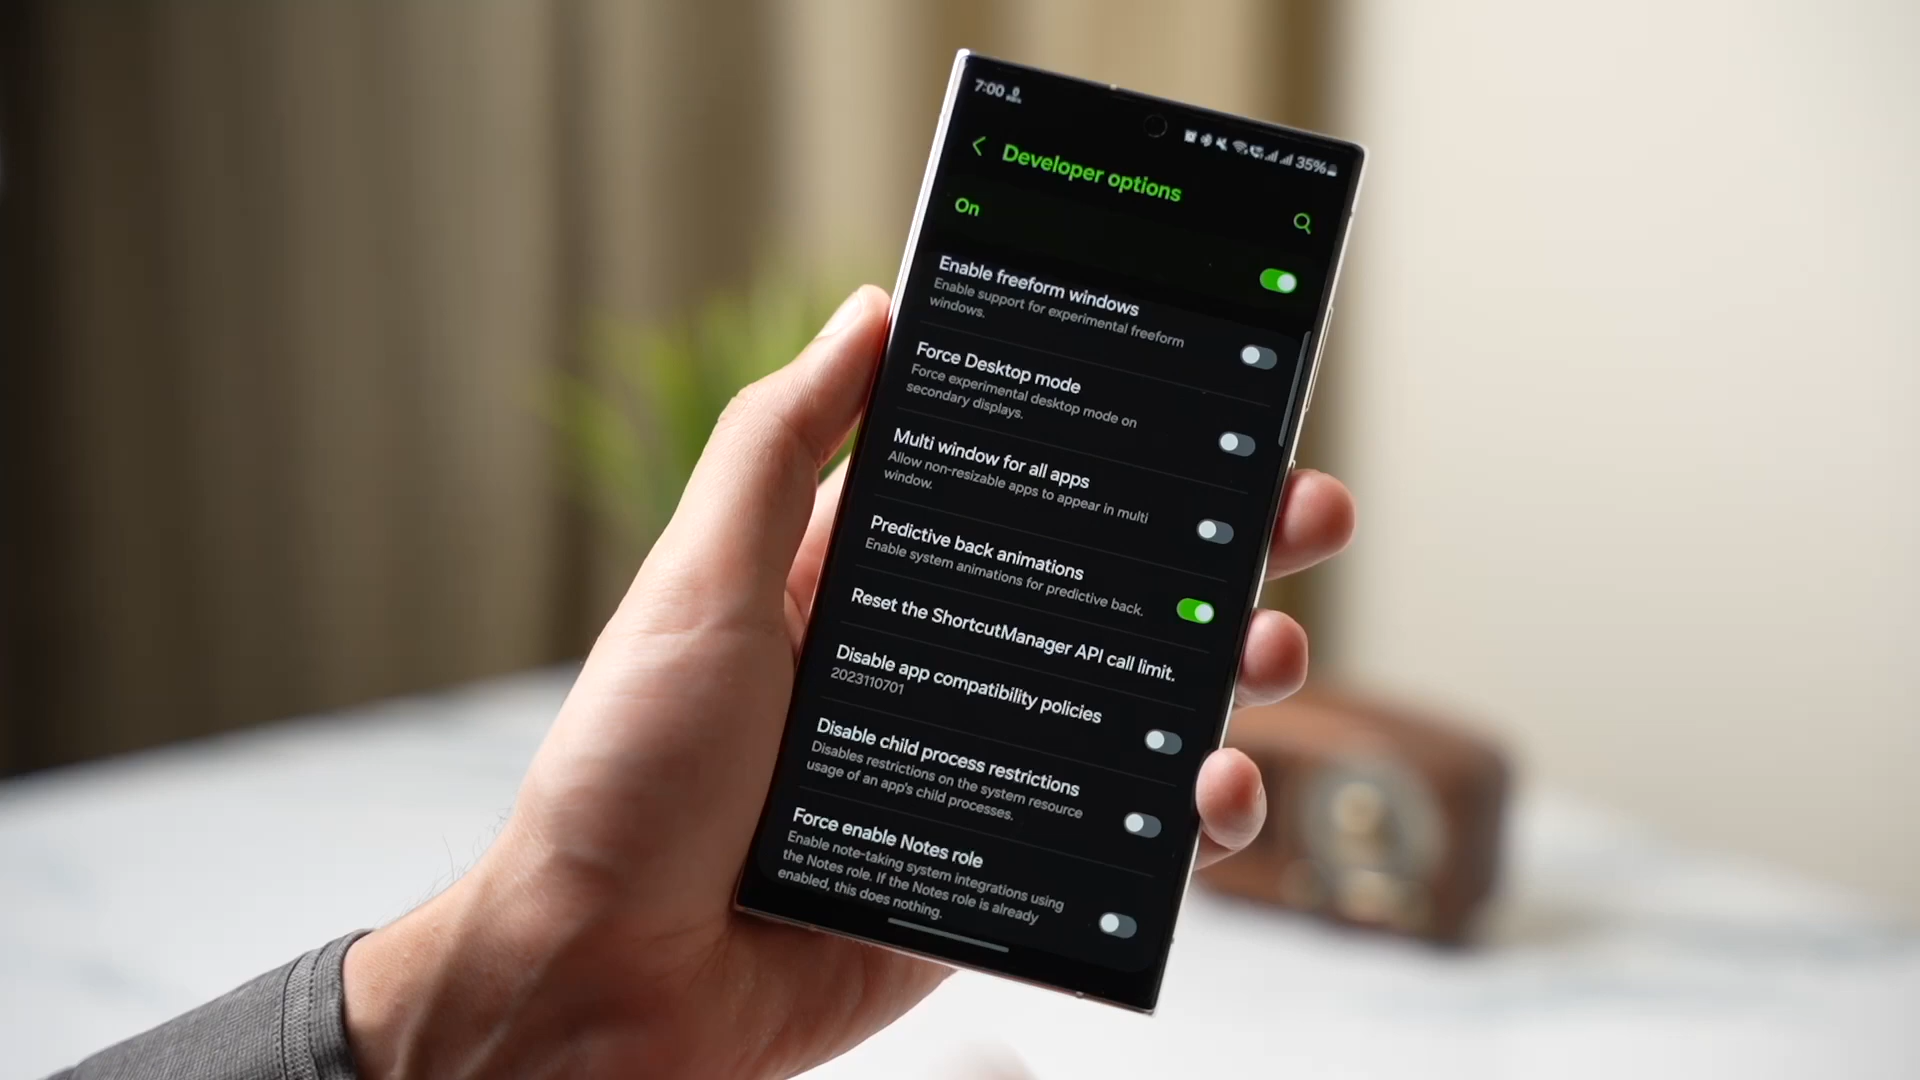 7:00
35%
Developer options
On
Enable freeform windows
Enable support for experimental freeform
windows.
Force Desktop mode
Force experimental desktop mode on
secondary displays.
Multi window for all apps
Allow non-resizable apps to appear in multi
window.
Predictive back animations
Enable system animations for predictive back.
Reset the ShortcutManager API call limit.
Disable app compatibility policies
2023110701
Disable child process restrictions
Disables restrictions on the system resource
usage of an app's child processes.
Force enable Notes role
Enable note-taking system integrations using
the Notes role. If the Notes role is already
enabled, this does nothing.